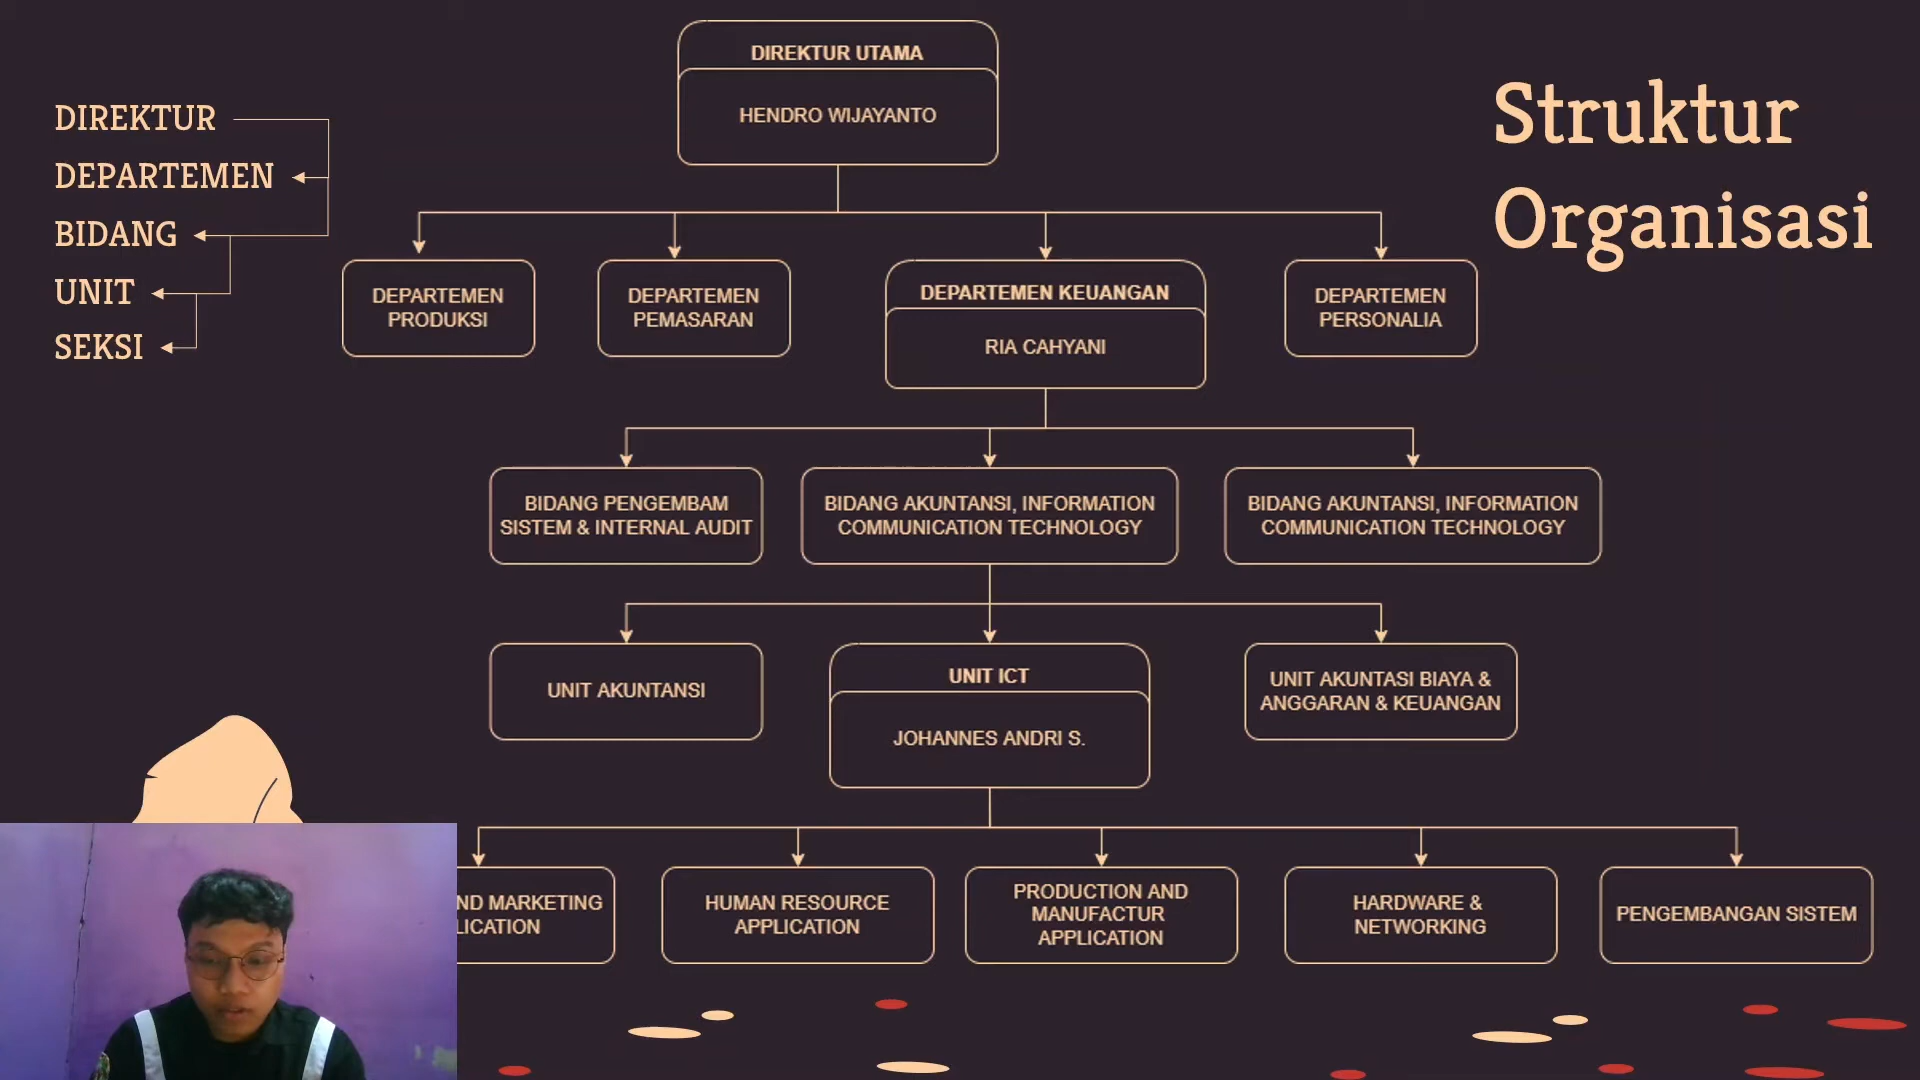 DIREKTUR
DEPARTEMEN
BIDANG
UNIT
SEKSI
Struktur
Organisasi
DIREKTUR UTAMA
HENDRO WIJAYANTO
DEPARTEMEN
PRODUKSI
DEPARTEMEN
PEMASARAN
DEPARTEMEN KEUANGAN
RIA CAHYANI
DEPARTEMEN
PERSONALIA
BIDANG PENGEMBAM
SISTEM & INTERNAL AUDIT
BIDANG AKUNTANSI, INFORMATION
COMMUNICATION TECHNOLOGY
BIDANG AKUNTANSI, INFORMATION
COMMUNICATION TECHNOLOGY
UNIT AKUNTANSI
UNIT ICT
JOHANNES ANDRI S.
UNIT AKUNTASI BIAYA &
ANGGARAN & KEUANGAN
MARKETING
HUMAN RESOURCE
APPLICATION
PRODUCTION AND
MANUFACTUR
APPLICATION
HARDWARE &
NETWORKING
PENGEMBANGAN SISTEM